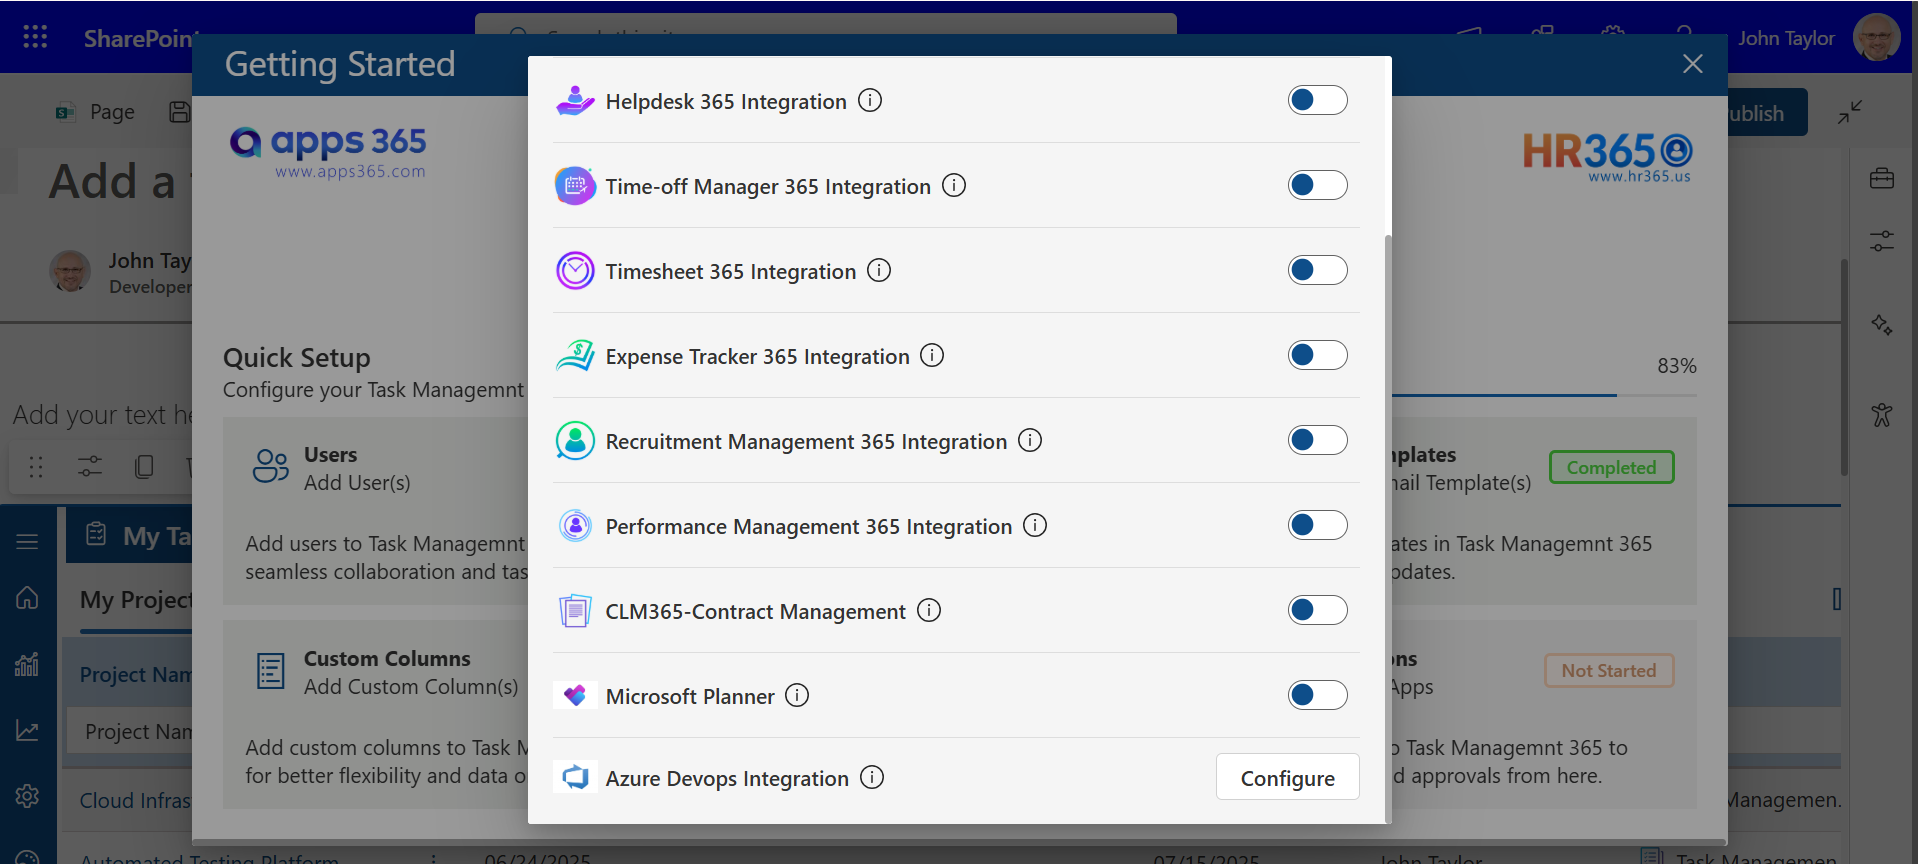 SharePoint
John Taylor
Getting Started
Page
ublish
apps 365
www.apps365.com
HR365
www.hr365.us
Add a
John Tay
Developer
Quick Setup
Configure your Task Managemnt
83%
Add your text he
Users
Add User(s)
Add users to Task Managemnt
seamless collaboration and tas
Custom Columns
Add Custom Column(s)
Add custom columns to Task M
for better flexibility and data o
Helpdesk 365 Integration
Time-off Manager 365 Integration
Timesheet 365 Integration
Expense Tracker 365 Integration
Recruitment Management 365 Integration
Performance Management 365 Integration
CLM365-Contract Management
Microsoft Planner
Azure Devops Integration
Configure
mplates
mail Template(s)
Completed
ates in Task Managemnt 365
pdates.
ons
Apps
Not Started
o Task Managemnt 365 to
d approvals from here.
My Ta
My Project
Project Nam
Project Nam
Cloud Infras
Managemen.
Automated Testing Platform
06/24/2025
07/15/2025
John Taylor
Task Managemen